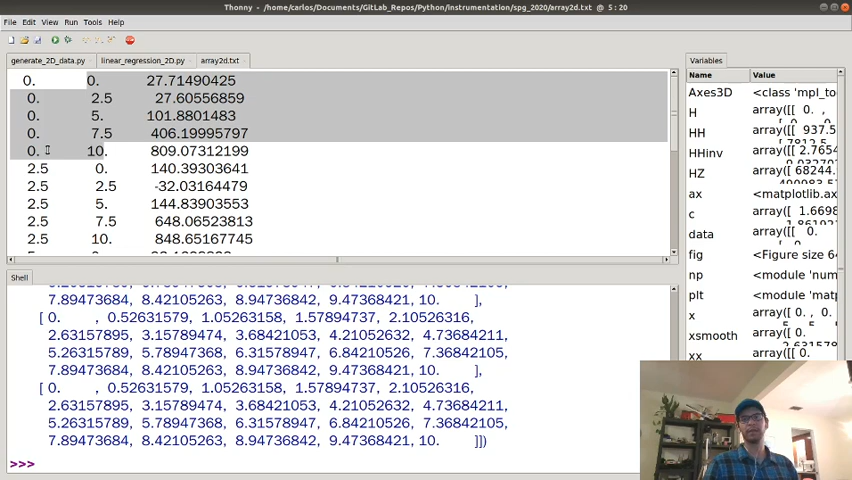 Thonny - /home/carlos/Documents/GitLab_Repos/Python/instrumentation/spg_2020/array2d.txt @ 5 : 20
File Edit View Run Tools Help
generate_2D_data.py linear_regression_2D.py array2d.txt
0. 0. 27.71490425
0. 2.5 27.60556859
0. 5. 101.8801483
0. 7.5 406.19995797
0. 10. 809.07312199
2.5 0. 140.39303641
2.5 2.5 -32.03164479
2.5 5. 144.83903553
2.5 7.5 648.06523813
2.5 10. 848.65167745
Shell
7.89473684, 8.42105263, 8.94736842, 9.47368421, 10. ],
[ 0. , 0.52631579, 1.05263158, 1.57894737, 2.10526316,
2.63157895, 3.15789474, 3.68421053, 4.21052632, 4.73684211,
5.26315789, 5.78947368, 6.31578947, 6.84210526, 7.36842105,
7.89473684, 8.42105263, 8.94736842, 9.47368421, 10. ],
[ 0. , 0.52631579, 1.05263158, 1.57894737, 2.10526316,
2.63157895, 3.15789474, 3.68421053, 4.21052632, 4.73684211,
5.26315789, 5.78947368, 6.31578947, 6.84210526, 7.36842105,
7.89473684, 8.42105263, 8.94736842, 9.47368421, 10. ]])
>>>
Variables
Name Value
Axes3D <class 'mpl_to
H array([[ 0. ,
HH array([[ 937.5
HHinv array([[ 2.7654
HZ array([ 68244.
ax <matplotlib.ax
c array([ 1.6698
data array([[ 0.
fig <Figure size 6
np <module 'num
plt <module 'matp
x array([ 0. , 0.
xsmooth array([ 0.
xx array([[ 0.